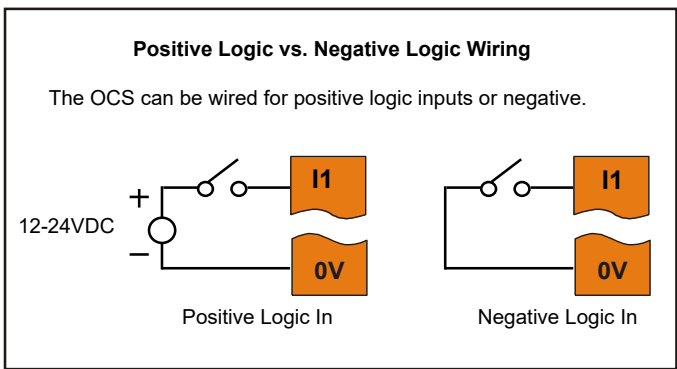 Positive Logic vs. Negative Logic Wiring
The OCS can be wired for positive logic inputs or negative.
I1
I1
+
12-24VDC
−
0V
0V
Positive Logic In
Negative Logic In